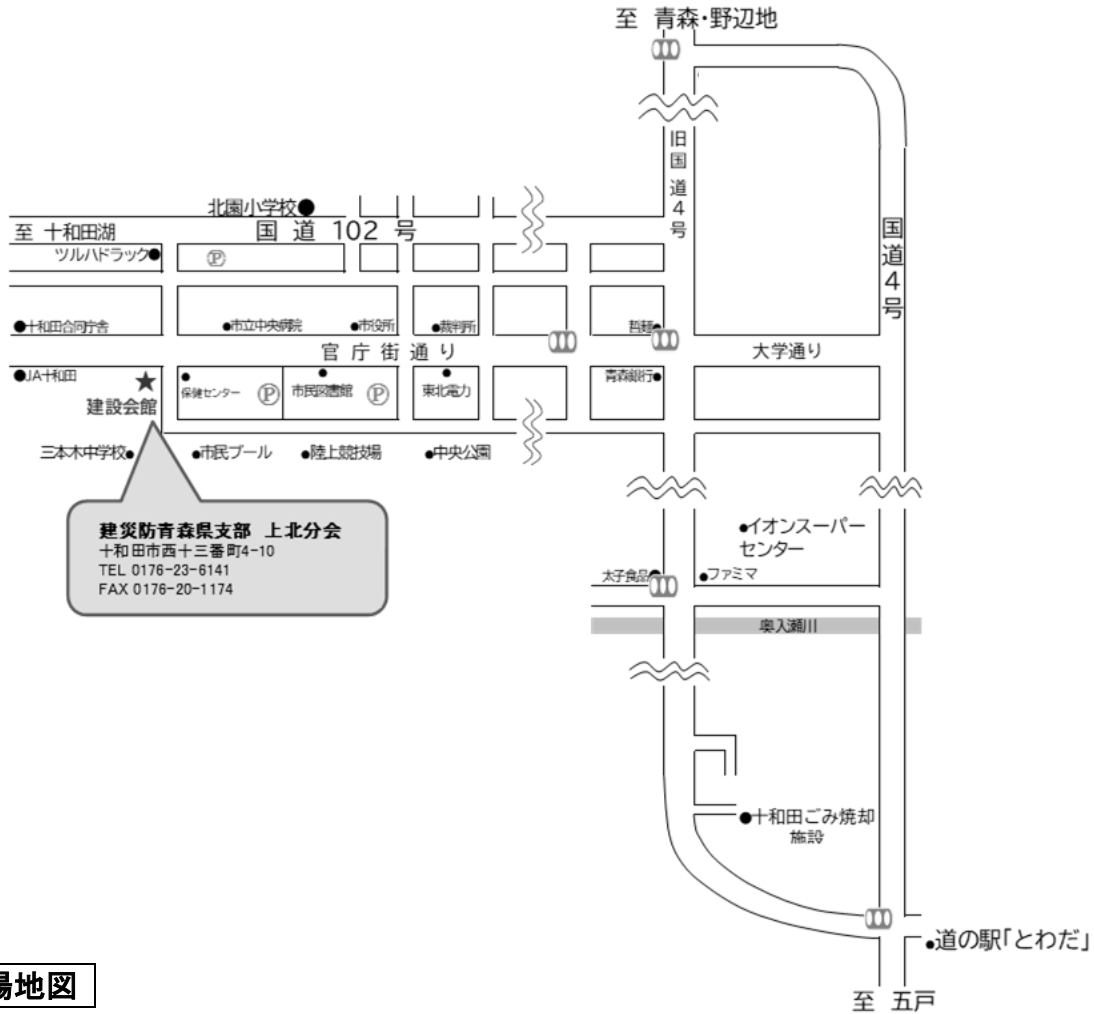 至 青森・野辺地
旧国道4号
北園小学校
国道102号
至 十和田湖
ツルハドラック
Ⓟ
国道4号
十和田合同庁舎
市立中央病院
市役所
裁判所
哲麺
官庁街通り
大学通り
JA十和田
建設会館
保健センター
Ⓟ
市民図書館
Ⓟ
東北電力
青森銀行
三本木中学校
市民プール
陸上競技場
中央公園
建災防青森県支部 上北分会
十和田市西十三番町4-10
TEL 0176-23-6141
FAX 0176-20-1174
イオンスーパー
センター
太子食品
ファミマ
奥入瀬川
十和田ごみ焼却
施設
道の駅「とわだ」
場地図
至 五戸